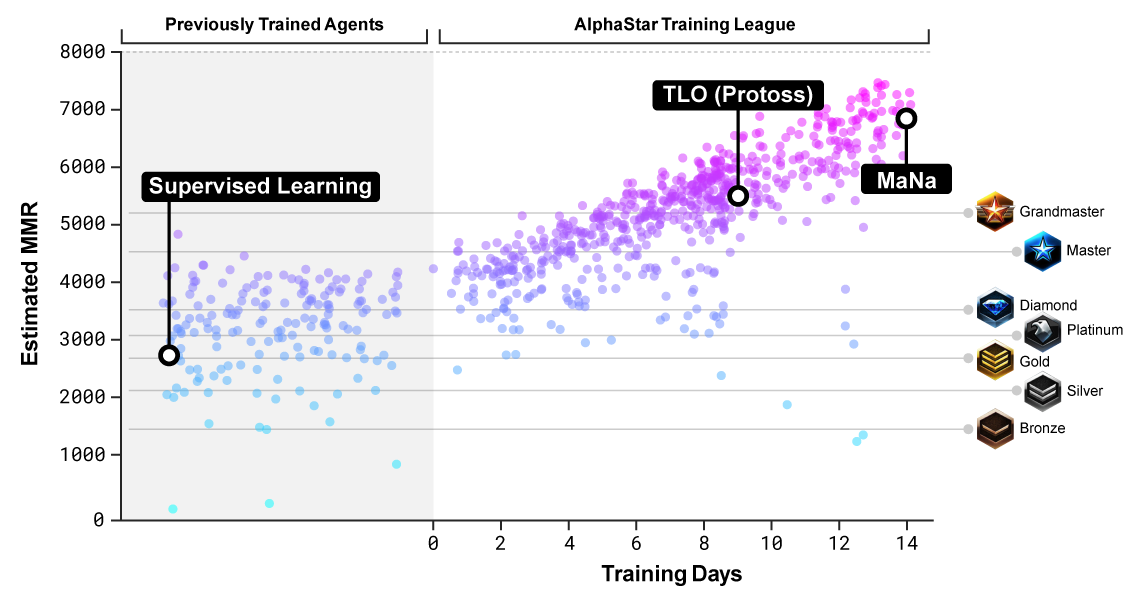 Previously Trained Agents
AlphaStar Training League
8000
7000
6000
5000
4000
3000
2000
1000
0
Estimated MMR
Supervised Learning
TLO (Protoss)
MaNa
Grandmaster
Master
Diamond
Platinum
Gold
Silver
Bronze
0 2 4 6 8 10 12 14
Training Days